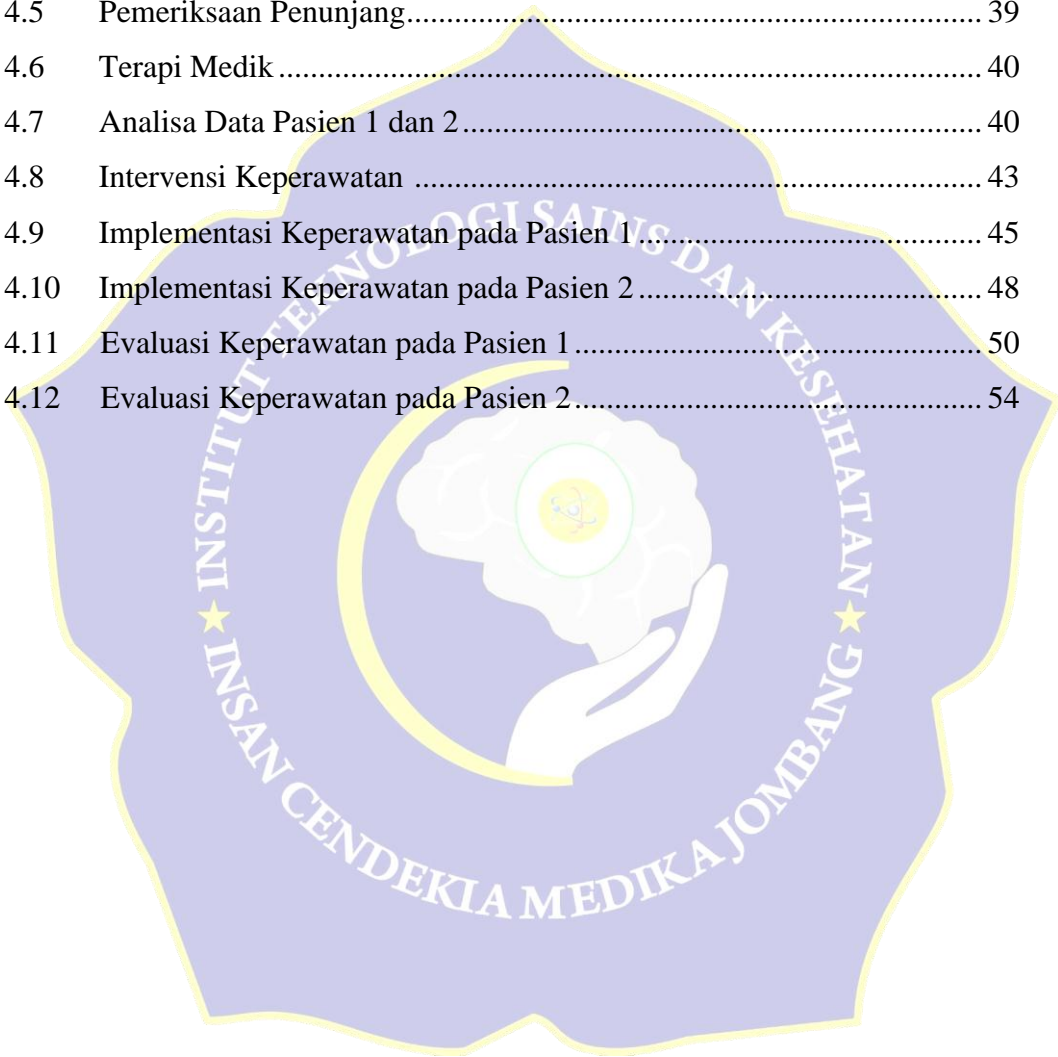 4.5 Pemeriksaan Penunjang.......................................................................... 39
4.6 Terapi Medik............................................................................................ 40
4.7 Analisa Data Pasien 1 dan 2.................................................................... 40
4.8 Intervensi Keperawatan .......................................................................... 43
4.9 Implementasi Keperawatan pada Pasien 1............................................. 45
4.10 Implementasi Keperawatan pada Pasien 2............................................. 48
4.11 Evaluasi Keperawatan pada Pasien 1..................................................... 50
4.12 Evaluasi Keperawatan pada Pasien 2..................................................... 54
INSTITUT TEKNOLOGI SAINS DAN KESEHATAN
INSAN CENDEKIA MEDIKA JOMBANG